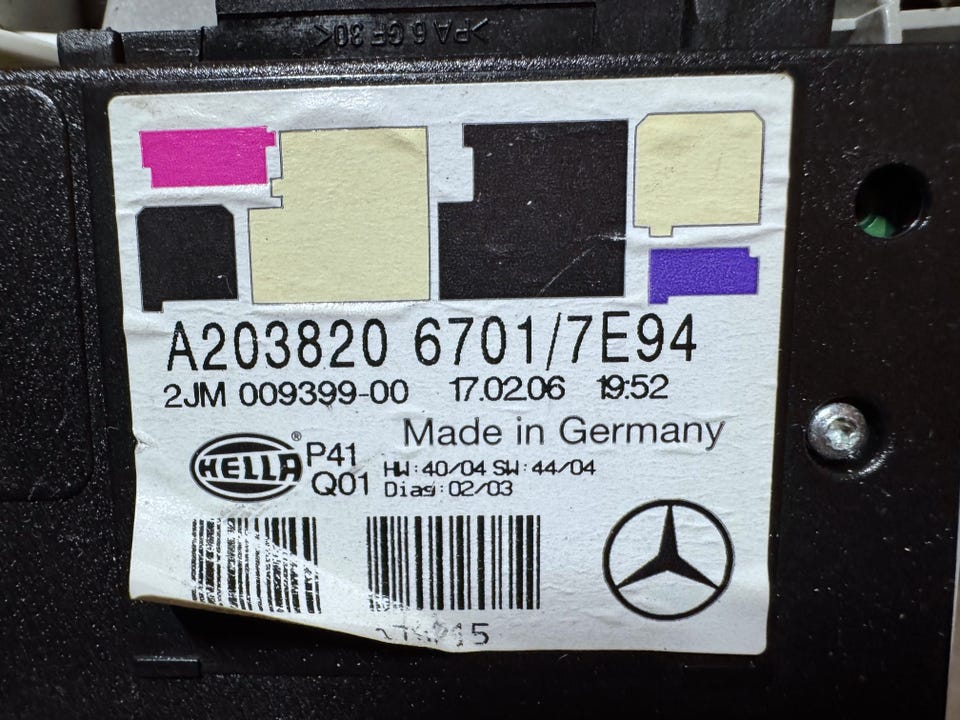 >PA 6 GF 30<
A203820 6701/7E94
2JM 009399-00 17.02.06 19:52
Made in Germany
HELLA® P41 HW:40/04 SW:44/04
Q01 Diag:02/03